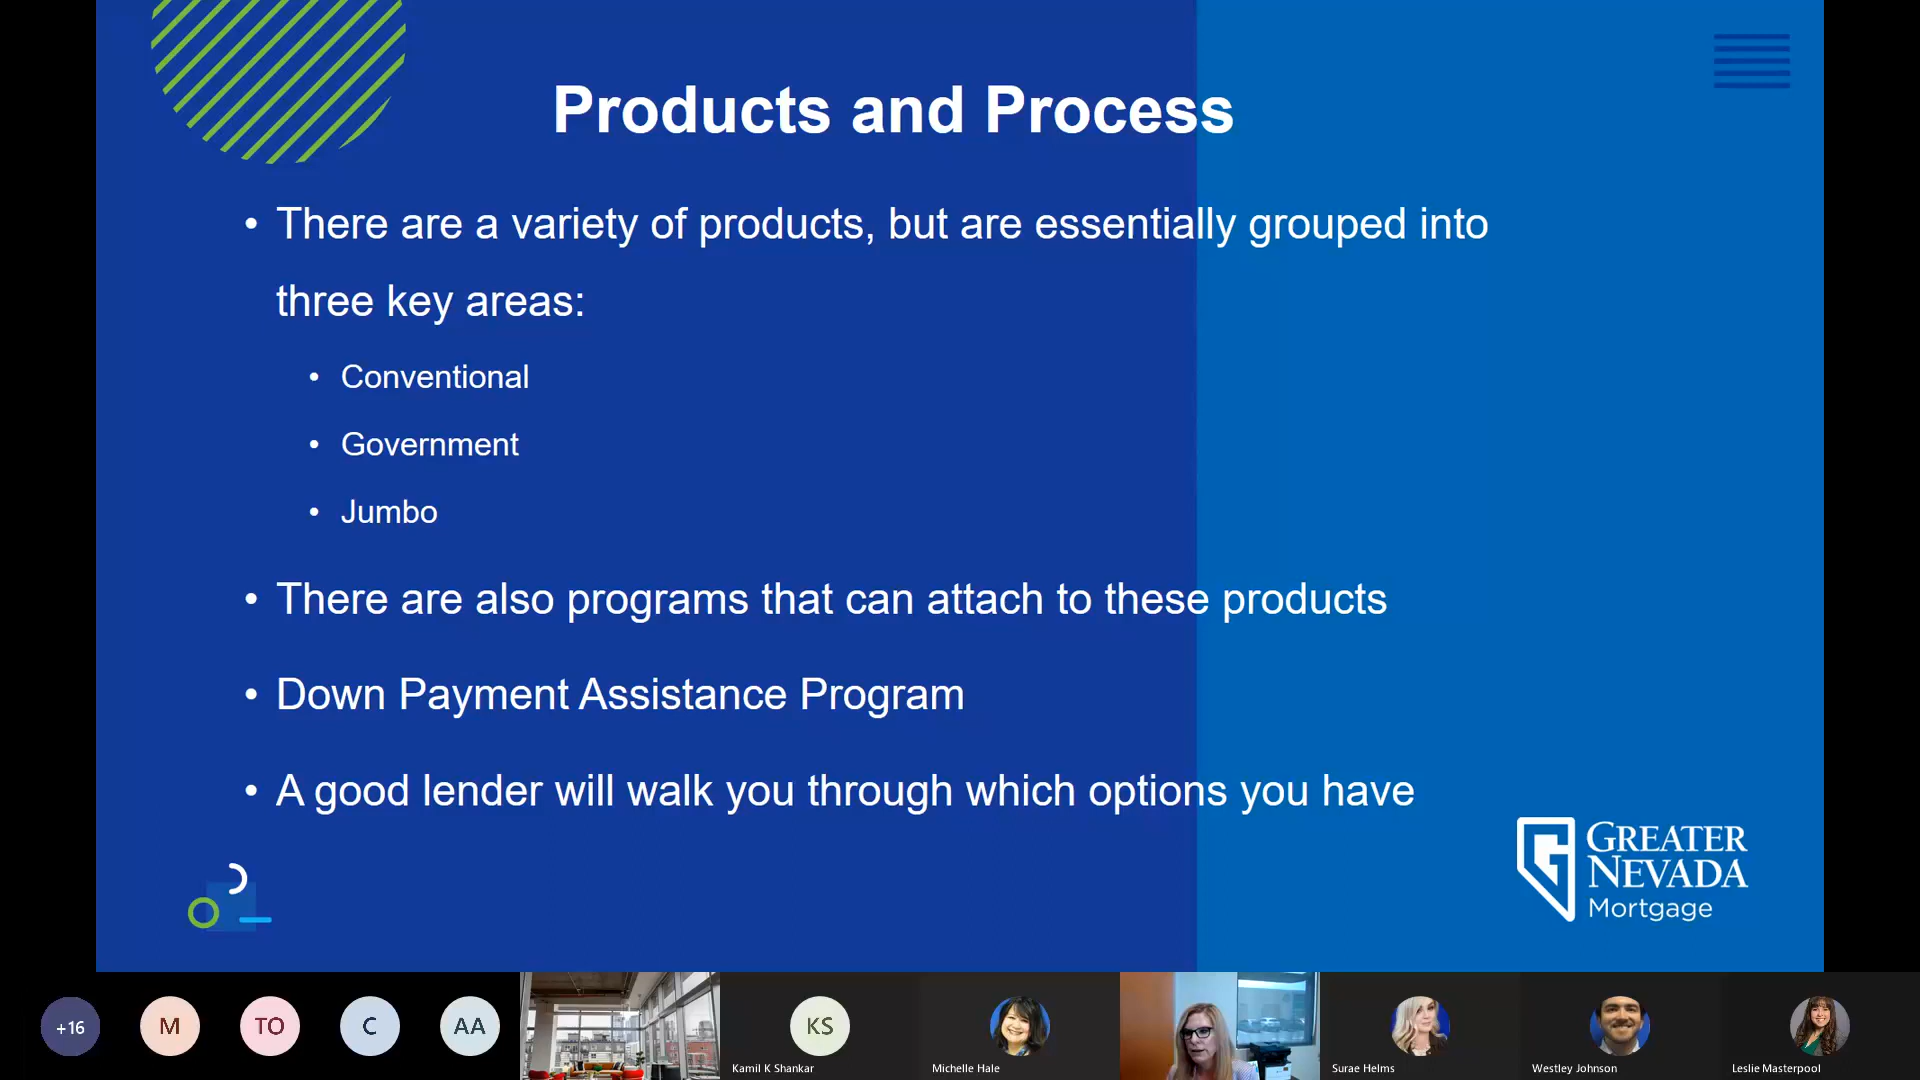 Products and Process
• There are a variety of products, but are essentially grouped into
three key areas:
• Conventional
• Government
• Jumbo
• There are also programs that can attach to these products
• Down Payment Assistance Program
• A good lender will walk you through which options you have
GREATER
NEVADA
Mortgage
+16
M
TO
C
AA
KS
Kamil K Shankar
Michelle Hale
Surae Helms
Westley Johnson
Leslie Masterpool